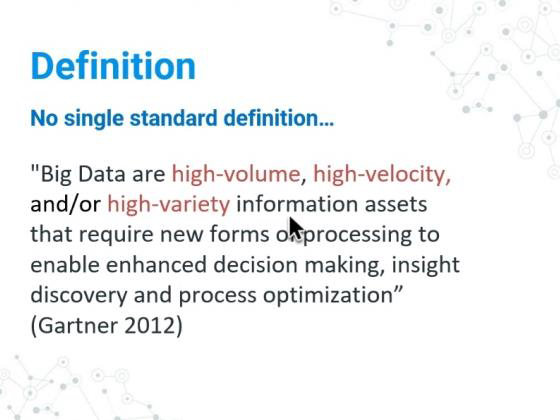 Definition
No single standard definition…
"Big Data are high-volume, high-velocity,
and/or high-variety information assets
that require new forms of processing to
enable enhanced decision making, insight
discovery and process optimization”
(Gartner 2012)